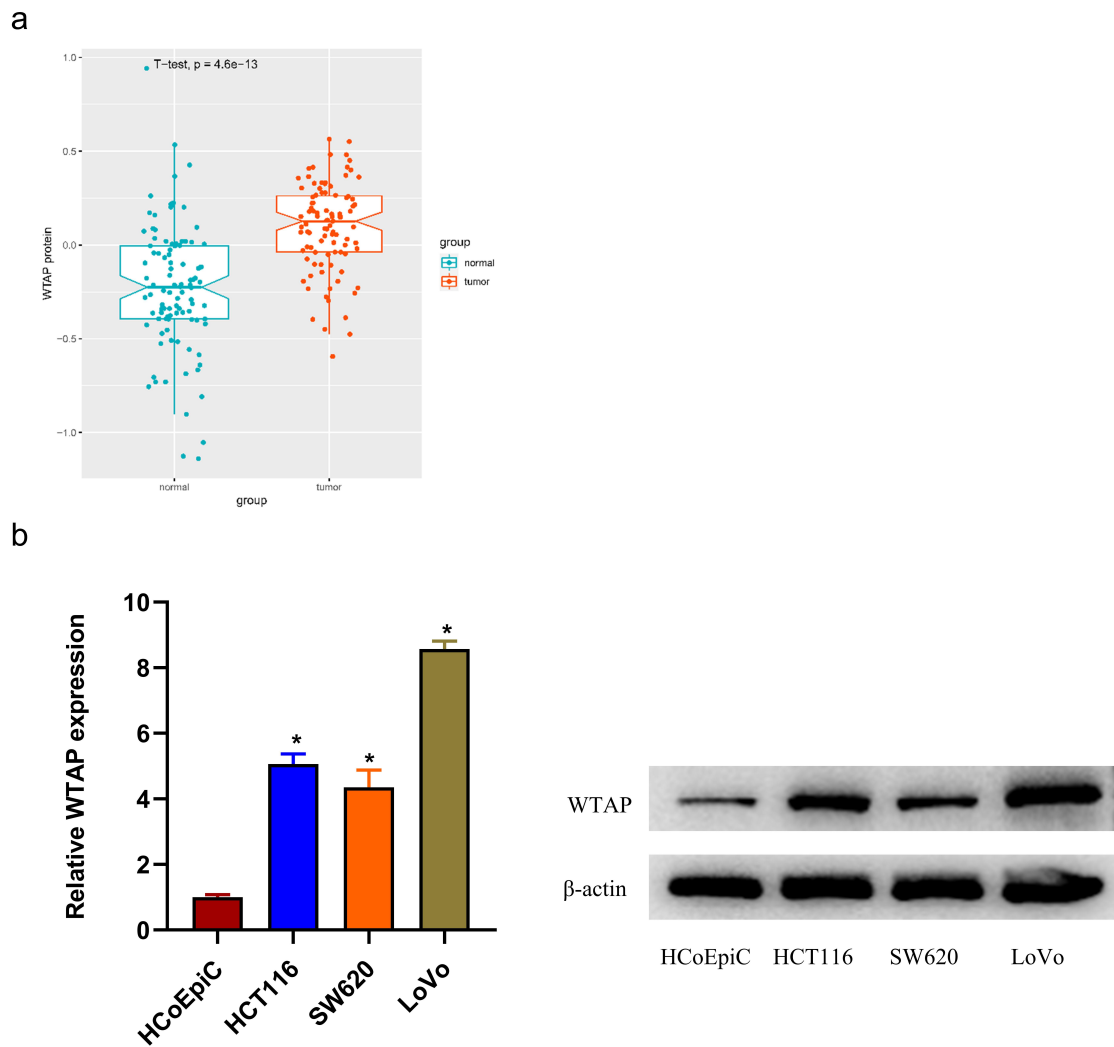 a
T-test, p = 4.6e-13
1.0
0.5
0.0
-0.5
-1.0
WTAP protein
normal
tumor
group
group
normal
tumor
b
Relative WTAP expression
10
8
6
4
2
0
*
*
*
HCoEpiC
HCT116
SW620
LoVo
WTAP
β-actin
HCoEpiC HCT116 SW620 LoVo